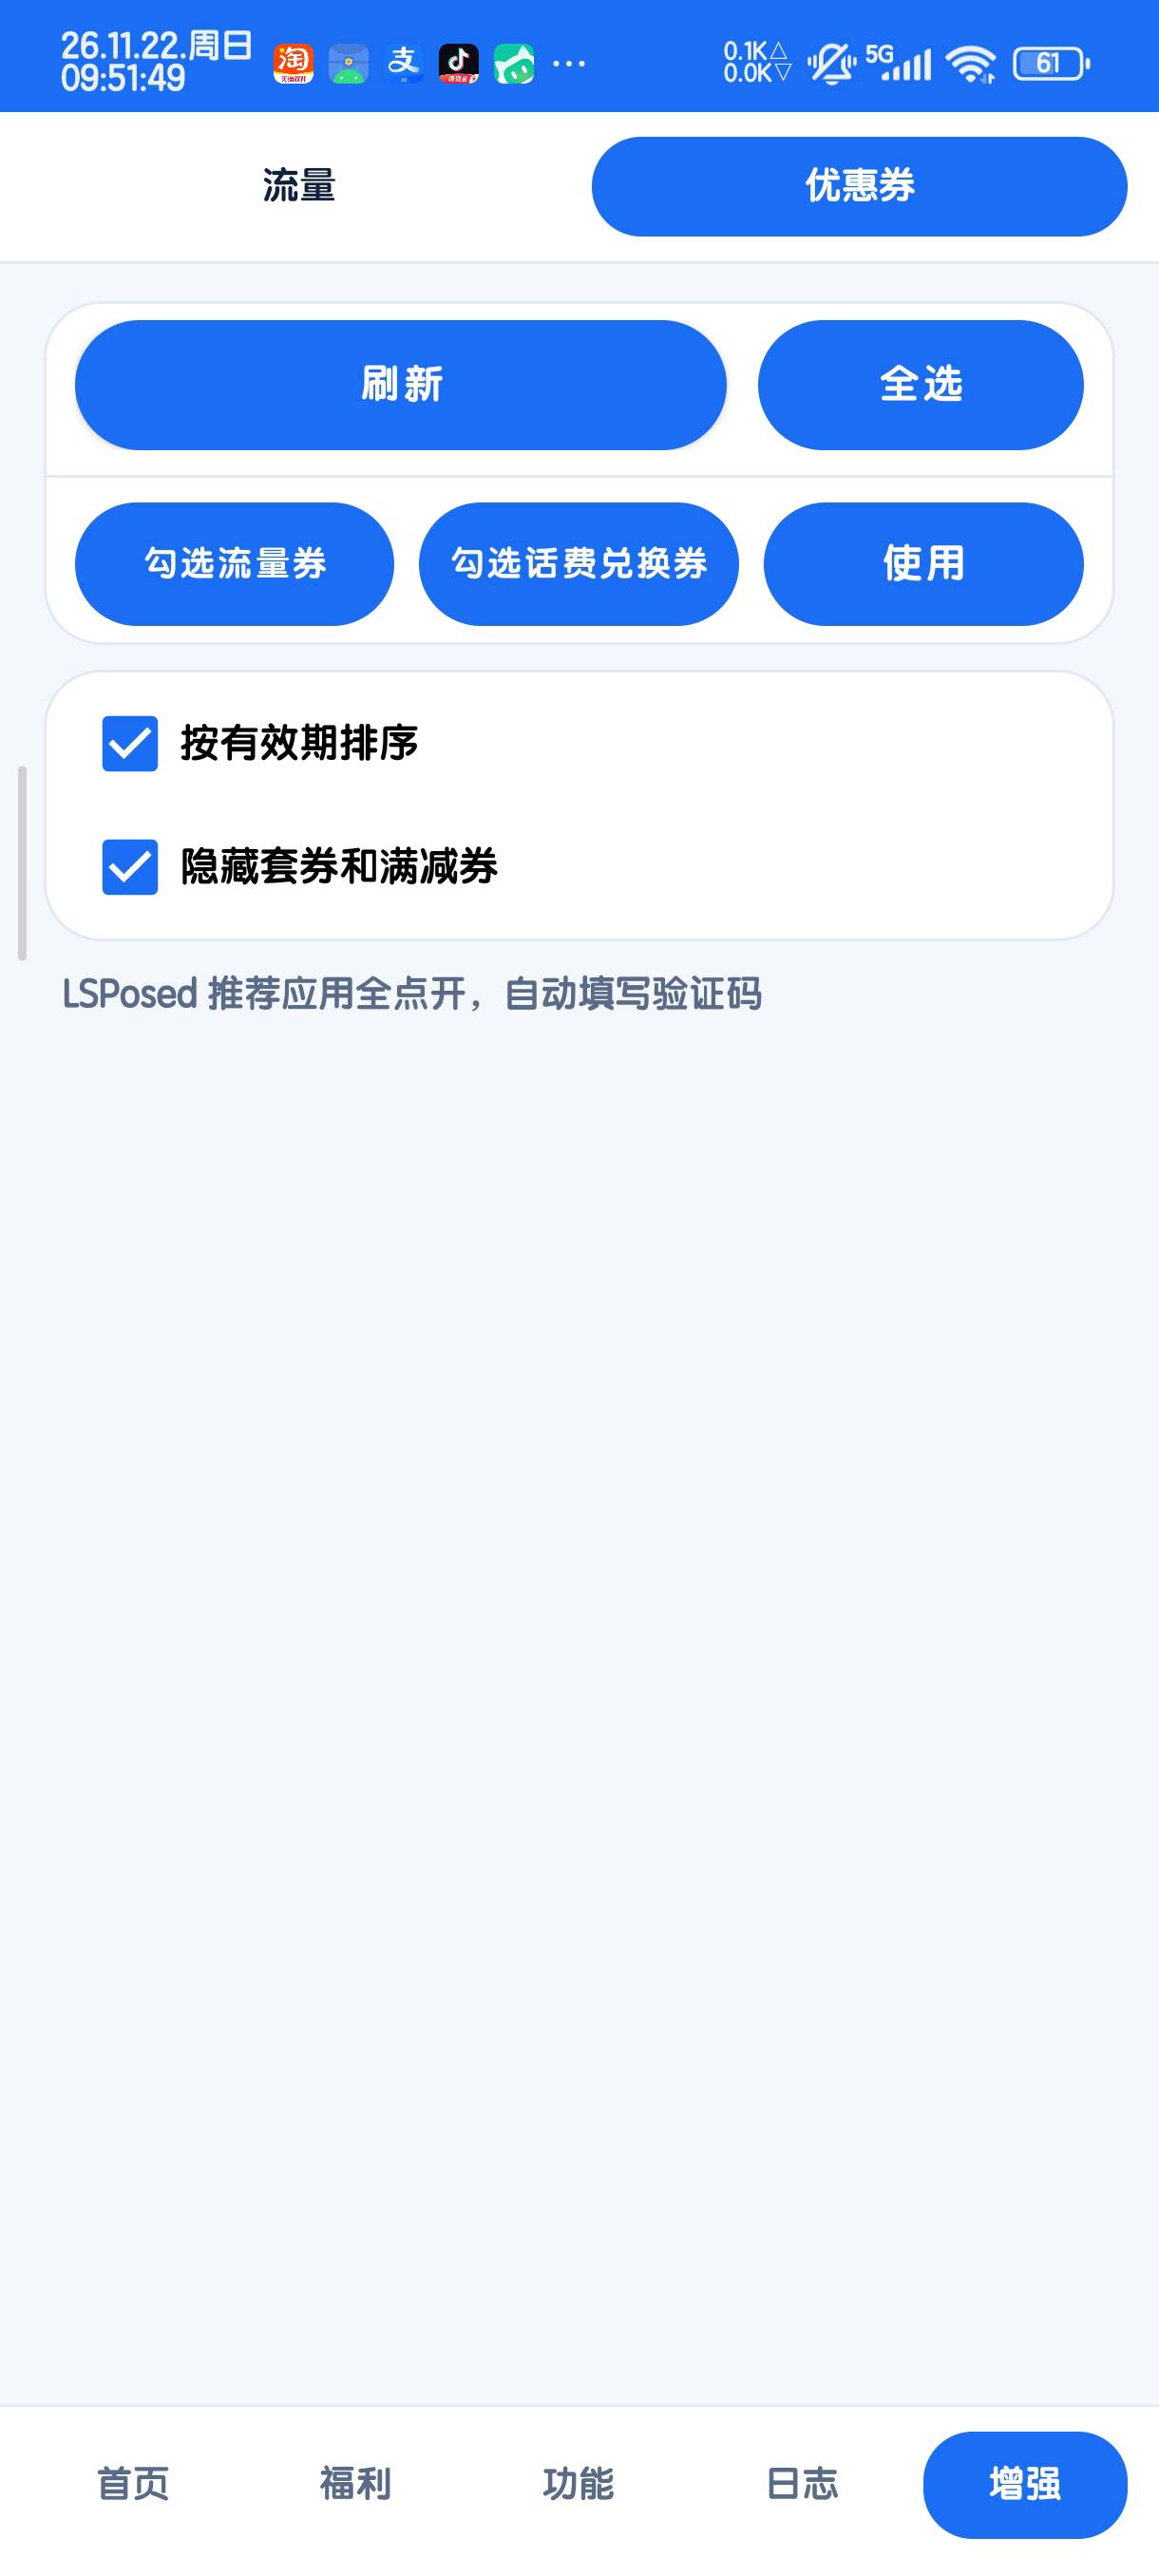 26.11.22.周日
09:51:49
淘
支
AI
···
0.1K△
0.0K▽
5G
61
流量
优惠券
刷新
全选
勾选流量券
勾选话费兑换券
使用
按有效期排序
隐藏套券和满减券
LSPosed 推荐应用全点开，自动填写验证码
首页
福利
功能
日志
增强